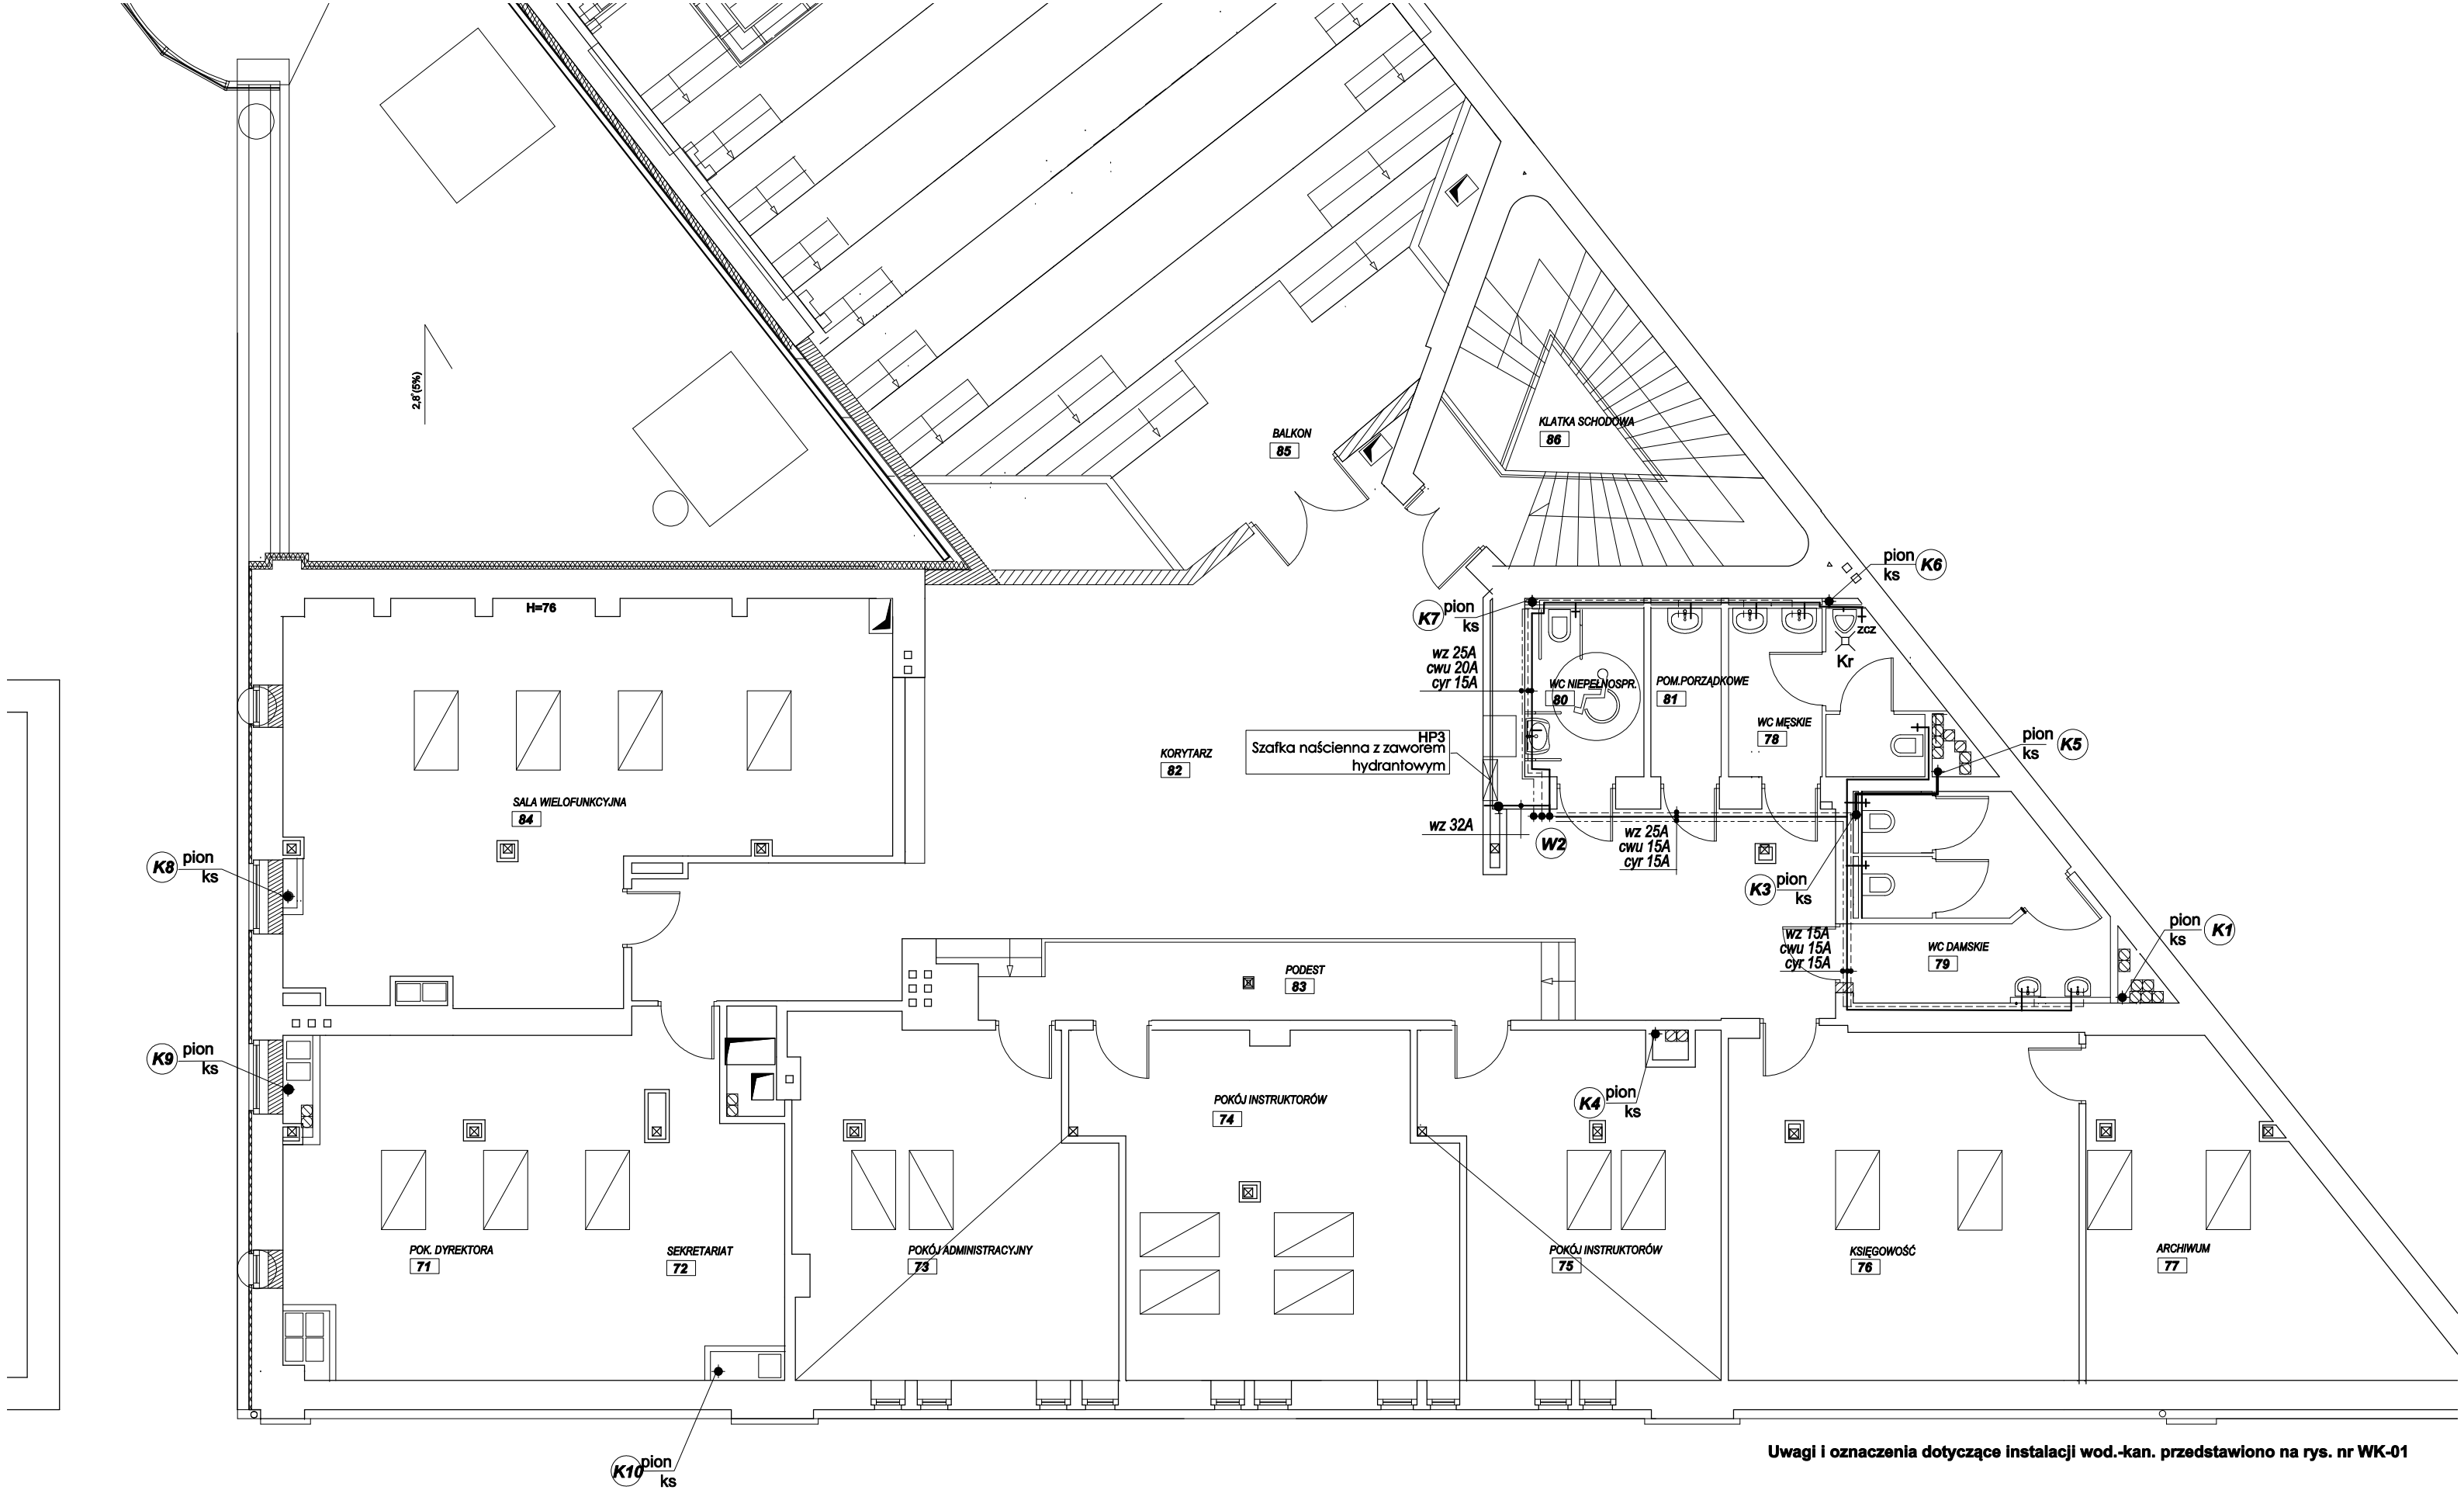 2,8°(5%)
BALKON
85
KLATKA SCHODOWA
86
pion
ks
K6
H=76
K7
pion
ks
zcz
Kr
wz 25A
cwu 20A
cyr 15A
WC NIEPEŁNOSPR.
80
POM.PORZĄDKOWE
81
WC MĘSKIE
78
pion
ks
K5
HP3
Szafka naścienna z zaworem
hydrantowym
KORYTARZ
82
SALA WIELOFUNKCYJNA
84
wz 32A
W2
wz 25A
cwu 15A
cyr 15A
K8
pion
ks
K3
pion
ks
pion
ks
K1
wz 15A
cwu 15A
cyr 15A
WC DAMSKIE
79
PODEST
83
K9
pion
ks
K4
pion
ks
POKÓJ INSTRUKTORÓW
74
POK. DYREKTORA
71
SEKRETARIAT
72
POKÓJ ADMINISTRACYJNY
73
POKÓJ INSTRUKTORÓW
75
KSIĘGOWOŚĆ
76
ARCHIWUM
77
K10
pion
ks
Uwagi i oznaczenia dotyczące instalacji wod.-kan. przedstawiono na rys. nr WK-01